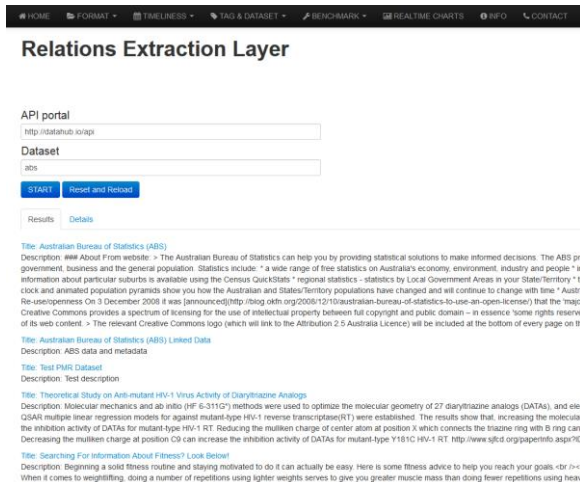 HOME FORMAT TIMELINESS TAG & DATASET BENCHMARK REALTIME CHARTS INFO CONTACT
Relations Extraction Layer
API portal
http://datahub.io/api
Dataset
abs
START Reset and Reload
Results Details
Title: Australian Bureau of Statistics (ABS)
Description: ### About From website: > The Australian Bureau of Statistics can help you by providing statistical solutions to make informed decisions. The ABS pr
government, business and the general population. Statistics include: * a wide range of free statistics on Australia's economy, environment, industry and people * in
information about particular suburbs is available using the Census QuickStats * regional statistics - statistics by Local Government Areas in your State/Territory * t
clock and animated population pyramids show you how the Australian and States/Territory populations have changed and will continue to change with time * Austr
Re-use/openness On 3 December 2008 it was [announced](http://blog.okfn.org/2008/12/10/australian-bureau-of-statistics-to-use-an-open-license/) that the 'majo
Creative Commons provides a spectrum of licensing for the use of intellectual property between full copyright and public domain – in essence 'some rights reserve
of its web content. > The relevant Creative Commons logo (which will link to the Attribution 2.5 Australia Licence) will be included at the bottom of every page on th
Title: Australian Bureau of Statistics (ABS) Linked Data
Description: ABS data and metadata
Title: Test PMR Dataset
Description: Test description
Title: Theoretical Study on Anti-mutant HIV-1 Virus Activity of Diaryltriazine Analogs
Description: Molecular mechanics and ab initio (HF 6-311G*) methods were used to optimize the molecular geometry of 27 diaryltriazine analogs (DATAs), and ele
QSAR multiple linear regression models for against mutant-type HIV-1 reverse transcriptase(RT) were established. The results show that, increasing the molecula
the inhibition activity of DATAs for mutant-type HIV-1 RT. Reducing the mulliken charge of center atom at position X which connects the triazine ring with B ring can
Decreasing the mulliken charge at position C9 can increase the inhibition activity of DATAs for mutant-type Y181C HIV-1 RT. http://www.sjfcd.org/paperInfo.aspx?
Title: Searching For Information About Fitness? Look Below!
Description: Beginning a solid fitness routine and staying motivated to do it can actually be easy. Here is some fitness advice to help you reach your goals.<br /><
When it comes to weightlifting, doing a number of repetitions using lighter weights serves to give you greater muscle mass than doing fewer repetitions using heav